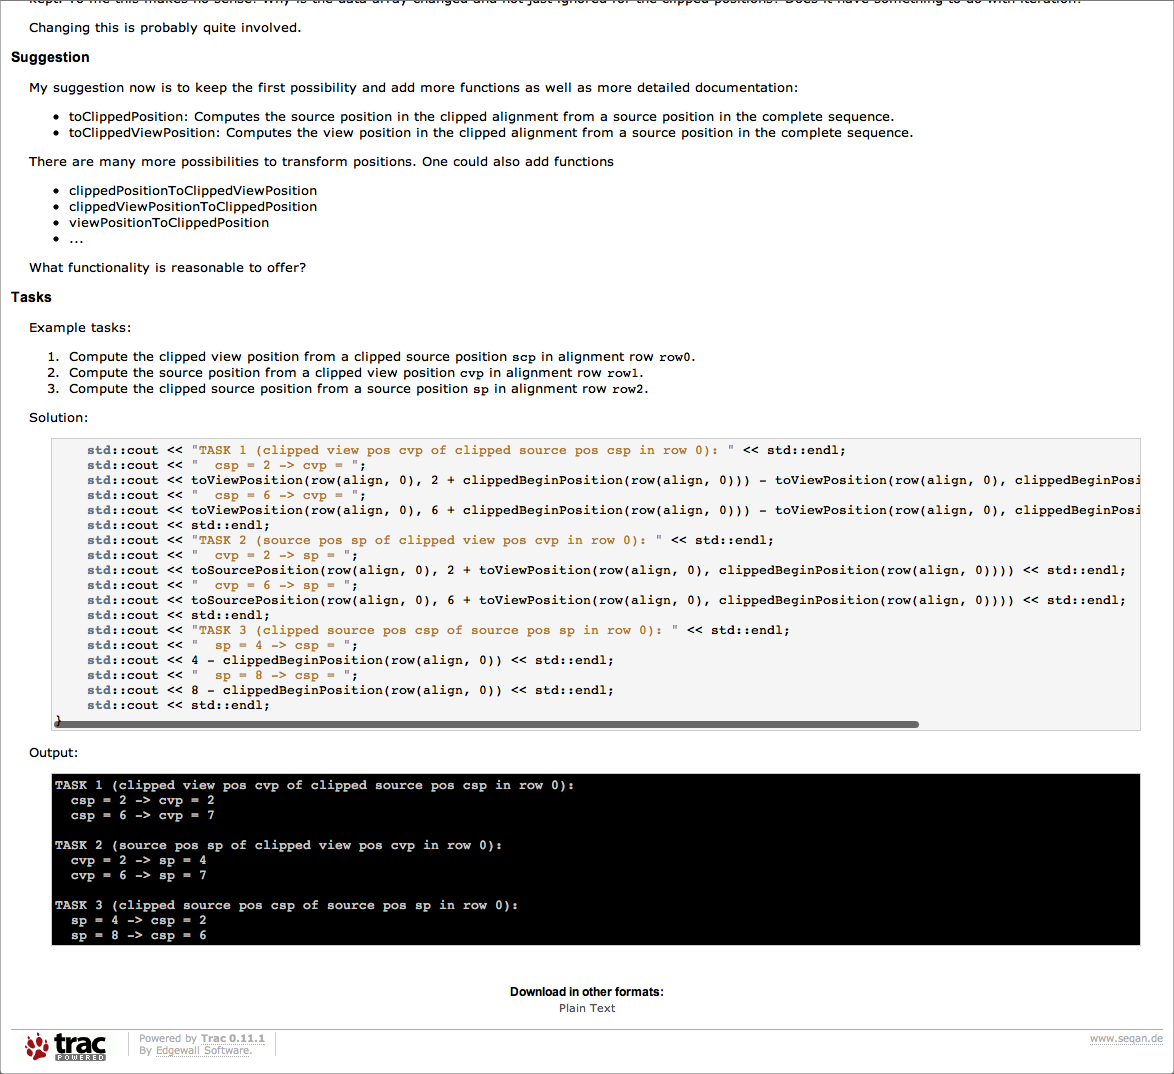 Changing this is probably quite involved.
Suggestion
My suggestion now is to keep the first possibility and add more functions as well as more detailed documentation:
• toClippedPosition: Computes the source position in the clipped alignment from a source position in the complete sequence.
• toClippedViewPosition: Computes the view position in the clipped alignment from a source position in the complete sequence.
There are many more possibilities to transform positions. One could also add functions
• clippedPositionToClippedViewPosition
• clippedViewPositionToClippedPosition
• viewPositionToClippedPosition
• ...
What functionality is reasonable to offer?
Tasks
Example tasks:
1. Compute the clipped view position from a clipped source position scp in alignment row row0.
2. Compute the source position from a clipped view position cvp in alignment row row1.
3. Compute the clipped source position from a source position sp in alignment row row2.
Solution:
std::cout << "TASK 1 (clipped view pos cvp of clipped source pos csp in row 0): " << std::endl;
std::cout << "  csp = 2 -> cvp = ";
std::cout << toViewPosition(row(align, 0), 2 + clippedBeginPosition(row(align, 0))) - toViewPosition(row(align, 0), clippedBeginPosi
std::cout << "  csp = 6 -> cvp = ";
std::cout << toViewPosition(row(align, 0), 6 + clippedBeginPosition(row(align, 0))) - toViewPosition(row(align, 0), clippedBeginPosi
std::cout << std::endl;
std::cout << "TASK 2 (source pos sp of clipped view pos cvp in row 0): " << std::endl;
std::cout << "  cvp = 2 -> sp = ";
std::cout << toSourcePosition(row(align, 0), 2 + toViewPosition(row(align, 0), clippedBeginPosition(row(align, 0)))) << std::endl;
std::cout << "  cvp = 6 -> sp = ";
std::cout << toSourcePosition(row(align, 0), 6 + toViewPosition(row(align, 0), clippedBeginPosition(row(align, 0)))) << std::endl;
std::cout << std::endl;
std::cout << "TASK 3 (clipped source pos csp of source pos sp in row 0): " << std::endl;
std::cout << "  sp = 4 -> csp = ";
std::cout << 4 - clippedBeginPosition(row(align, 0)) << std::endl;
std::cout << "  sp = 8 -> csp = ";
std::cout << 8 - clippedBeginPosition(row(align, 0)) << std::endl;
std::cout << std::endl;
}
Output:
TASK 1 (clipped view pos cvp of clipped source pos csp in row 0):
csp = 2 -> cvp = 2
csp = 6 -> cvp = 7
TASK 2 (source pos sp of clipped view pos cvp in row 0):
cvp = 2 -> sp = 4
cvp = 6 -> sp = 7
TASK 3 (clipped source pos csp of source pos sp in row 0):
sp = 4 -> csp = 2
sp = 8 -> csp = 6
Download in other formats:
Plain Text
trac
POWERED
Powered by Trac 0.11.1
By Edgewall Software.
www.seqan.de